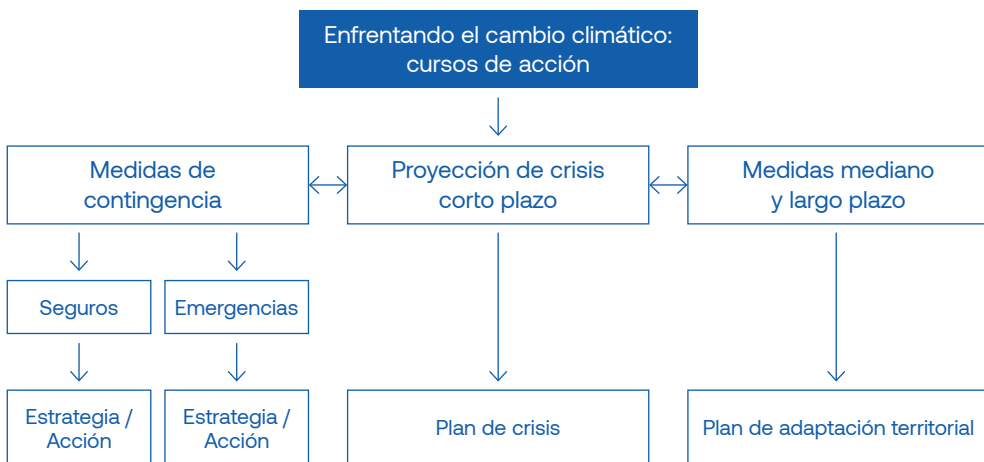 Enfrentando el cambio climático:
cursos de acción
Medidas de
contingencia
Proyección de crisis
corto plazo
Medidas mediano
y largo plazo
Seguros
Emergencias
Estrategia /
Acción
Estrategia /
Acción
Plan de crisis
Plan de adaptación territorial